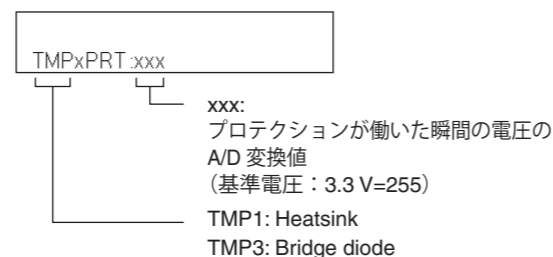 TMPxPRT :xxx
xxx:
プロテクションが働いた瞬間の電圧の
A/D 変換値
（基準電圧：3.3 V=255）
TMP1: Heatsink
TMP3: Bridge diode